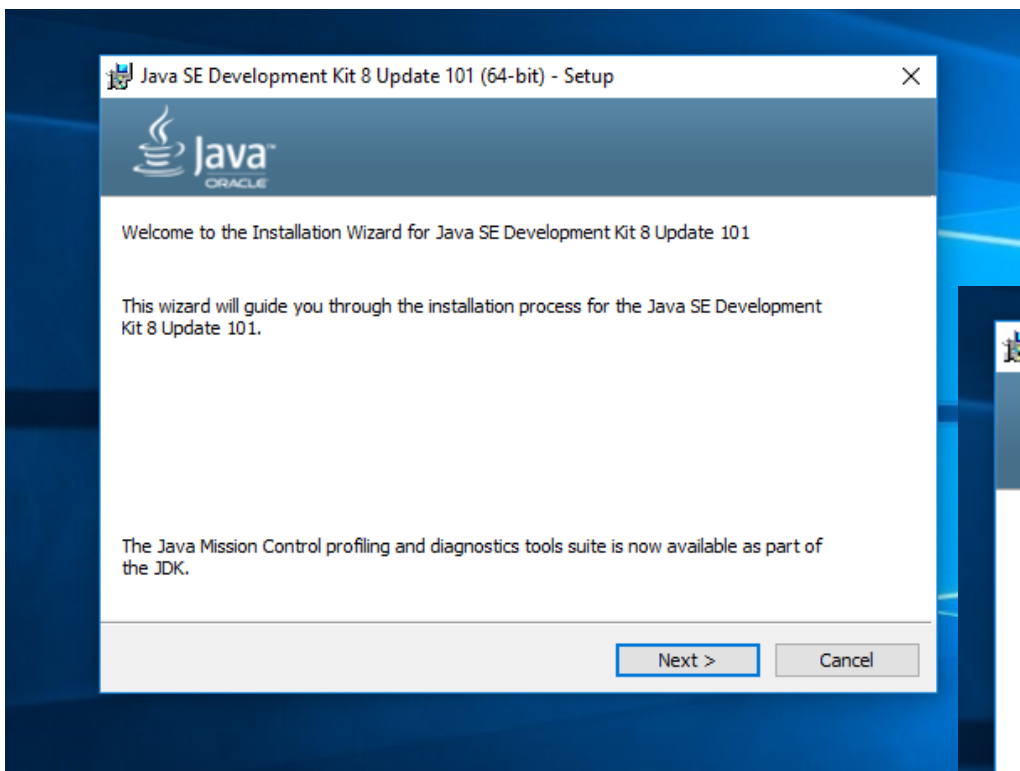 Java SE Development Kit 8 Update 101 (64-bit) - Setup
Java™
ORACLE
Welcome to the Installation Wizard for Java SE Development Kit 8 Update 101
This wizard will guide you through the installation process for the Java SE Development
Kit 8 Update 101.
The Java Mission Control profiling and diagnostics tools suite is now available as part of
the JDK.
Next >
Cancel